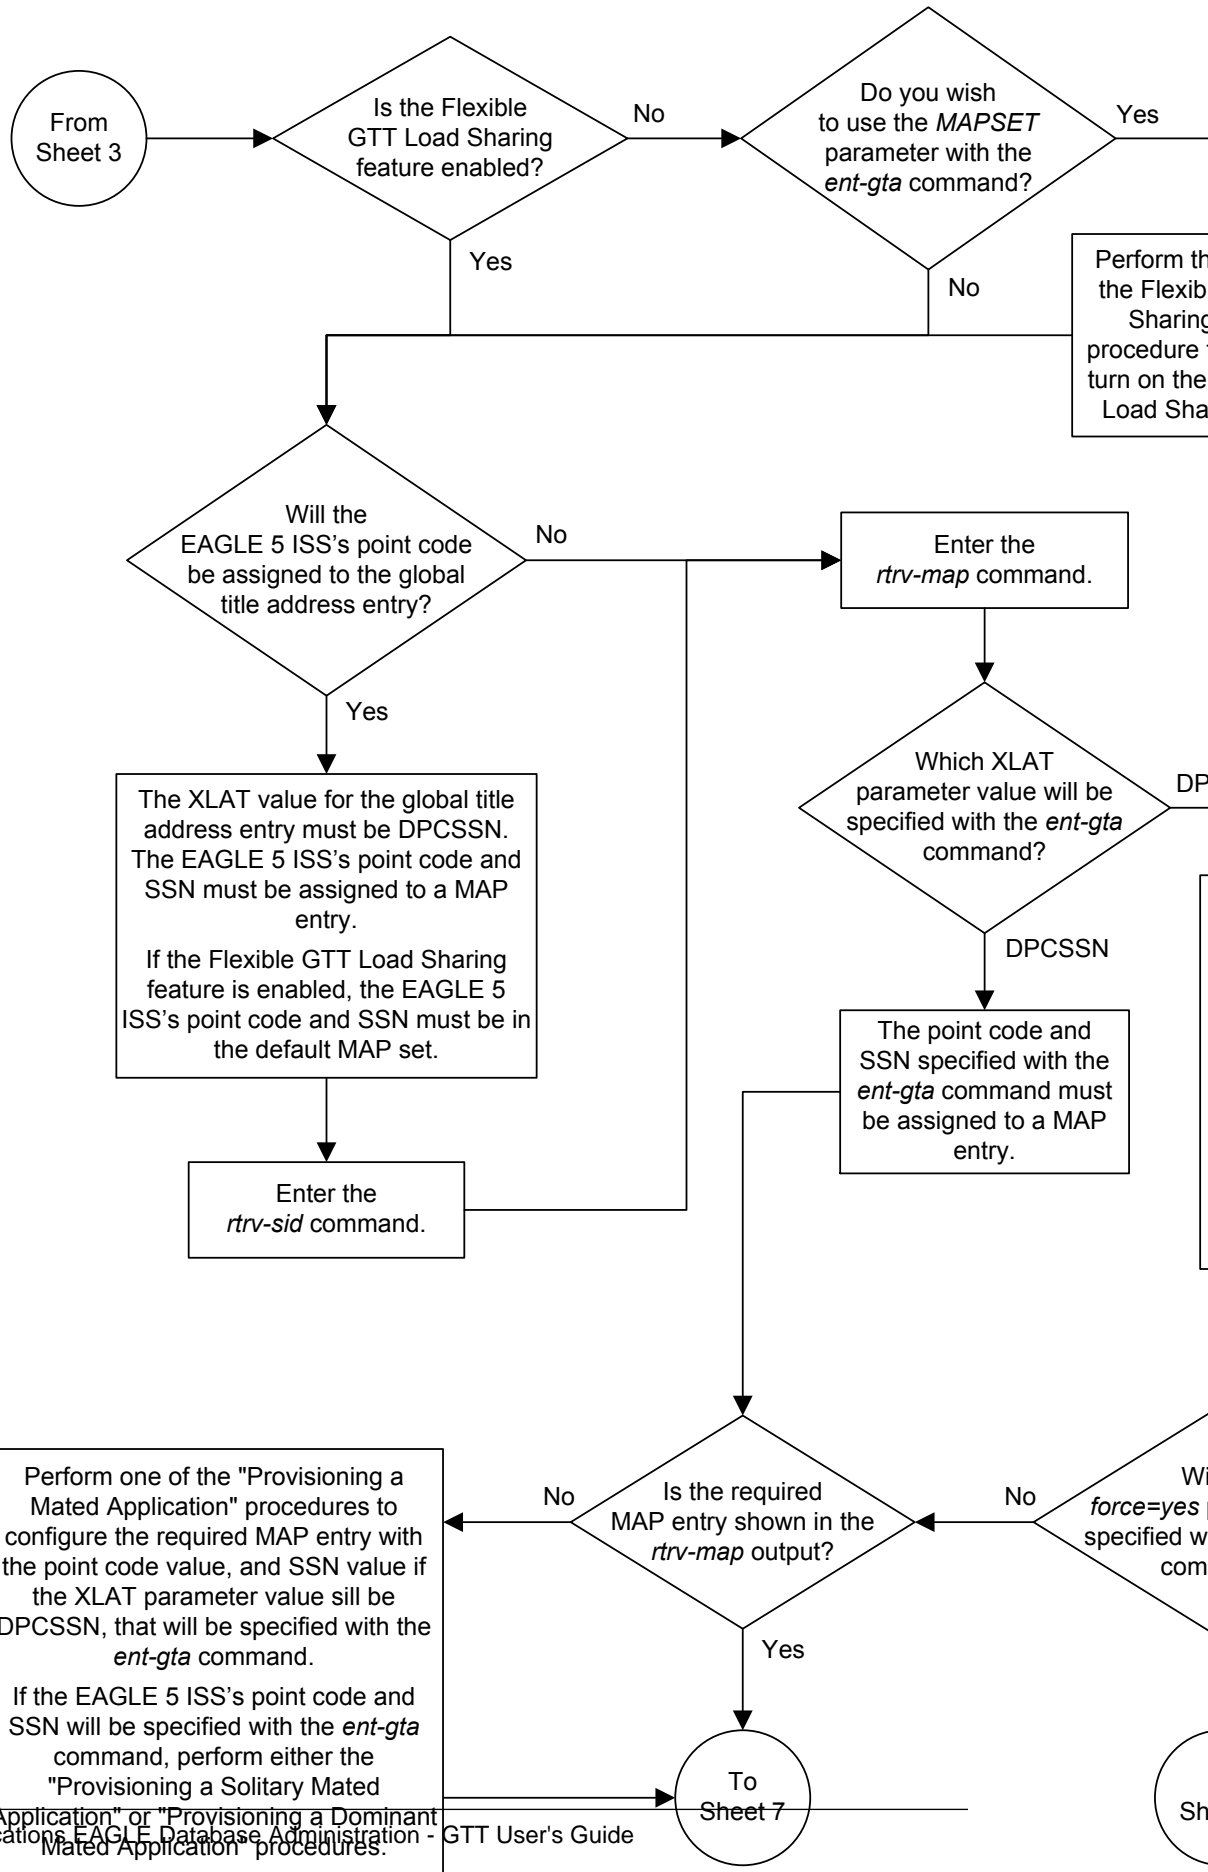 From
Sheet 3
Is the Flexible
GTT Load Sharing
feature enabled?
No
Yes
Do you wish
to use the MAPSET
parameter with the
ent-gta command?
Yes
No
Perform
the
Sharing
procedure
turn on the
Load
Will the
EAGLE 5 ISS's point code
be assigned to the global
title address entry?
No
Yes
Enter the
rtrv-map command.
The XLAT value for the global title
address entry must be DPCSSN.
The EAGLE 5 ISS's point code and
SSN must be assigned to a MAP
entry.
If the Flexible GTT Load Sharing
feature is enabled, the EAGLE 5
ISS's point code and SSN must be in
the default MAP set.
Enter the
rtrv-sid command.
Which XLAT
parameter value will be
specified with the ent-gta
command?
DPCSSN
The point code and
SSN specified with the
ent-gta command must
be assigned to a MAP
entry.
Is the required
MAP entry shown in the
rtrv-map output?
No
Yes
No
force=yes
specified
Perform one of the "Provisioning a
Mated Application" procedures to
configure the required MAP entry with
the point code value, and SSN value if
the XLAT parameter value sill be
DPCSSN, that will be specified with the
ent-gta command.
If the EAGLE 5 ISS's point code and
SSN will be specified with the ent-gta
command, perform either the
"Provisioning a Solitary Mated
Application" or "Provisioning a Dominant
Mated Application" procedures.
To
Sheet 7
EAGLE Database Administration - GTT User's Guide